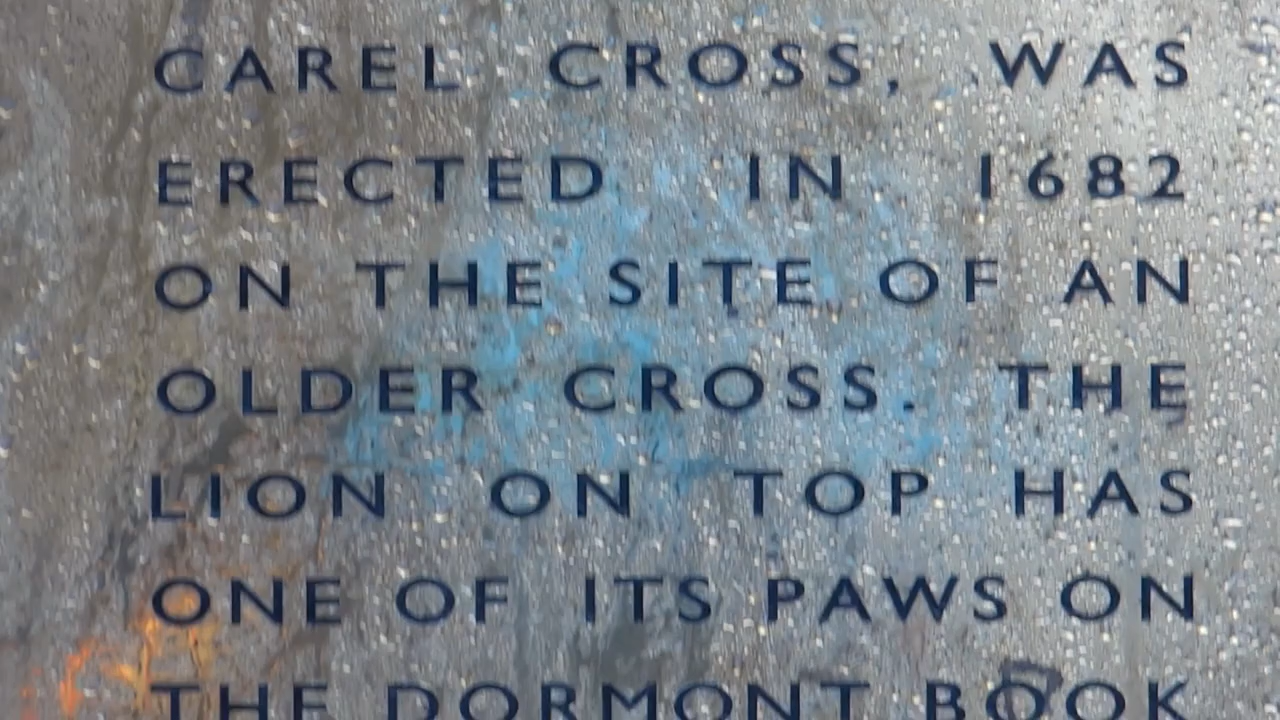 CAREL CROSS, WAS
ERECTED IN 1682
ON THE SITE OF AN
OLDER CROSS. THE
LION ON TOP HAS
ONE OF ITS PAWS ON
THE DORMONT BOOK